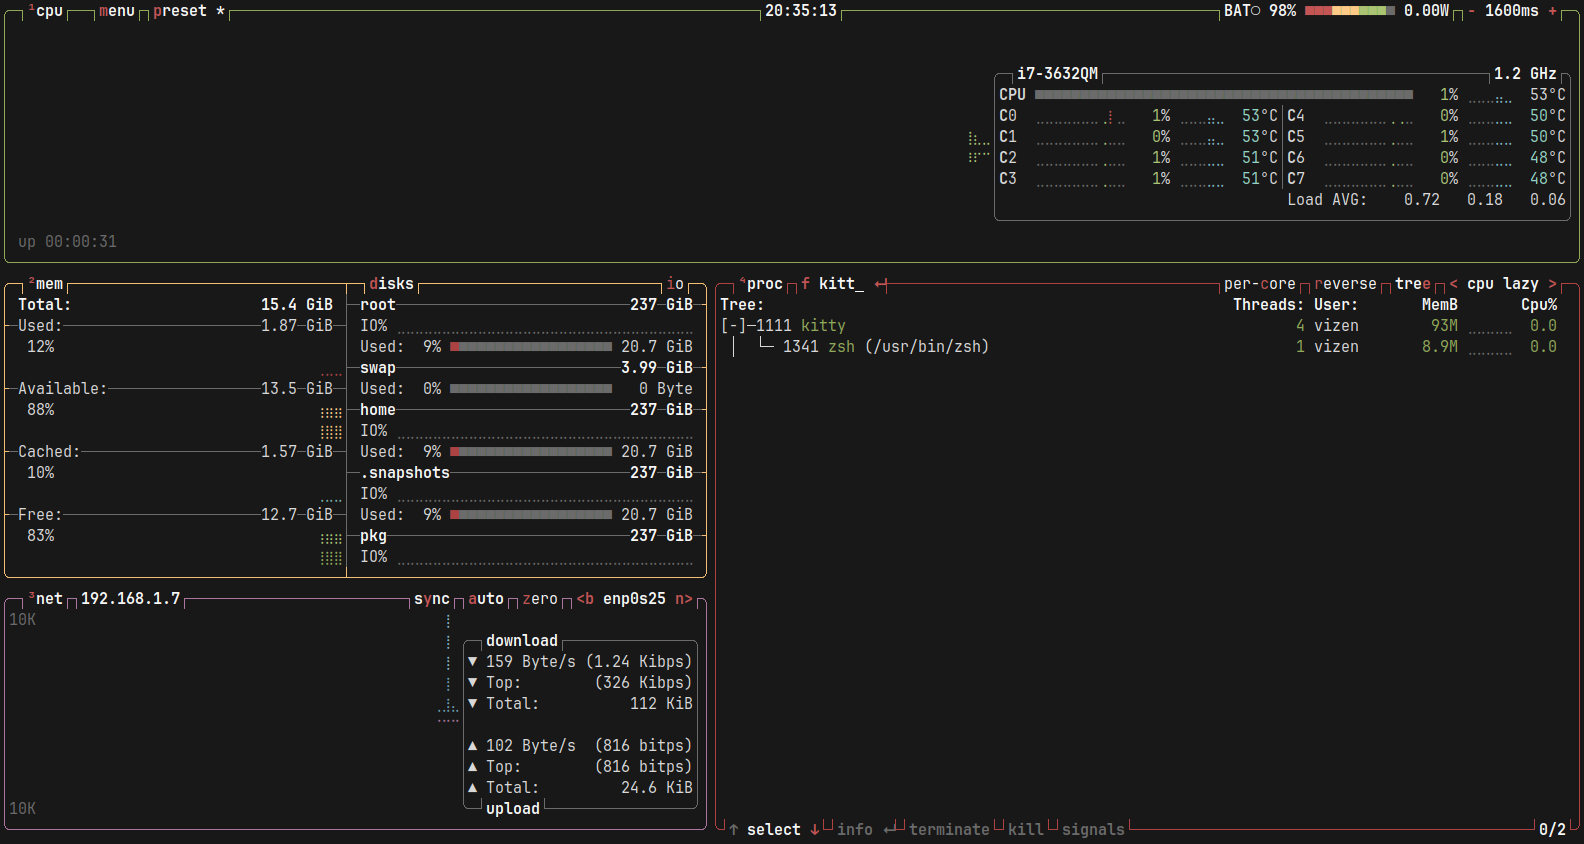 ¹cpu menu preset * 20:35:13 BAT○ 98% 0.00W - 1600ms +
i7-3632QM 1.2 GHz
CPU 1% 53°C
C0 1% 53°C C4 0% 50°C
C1 0% 53°C C5 1% 50°C
C2 1% 51°C C6 0% 48°C
C3 1% 51°C C7 0% 48°C
Load AVG: 0.72 0.18 0.06
up 00:00:31
²mem
Total: 15.4 GiB
Used: 1.87 GiB
12%
Available: 13.5 GiB
88%
Cached: 1.57 GiB
10%
Free: 12.7 GiB
83%
disks io
root 237 GiB
IO%
Used: 9% 20.7 GiB
swap 3.99 GiB
Used: 0% 0 Byte
home 237 GiB
IO%
Used: 9% 20.7 GiB
.snapshots 237 GiB
IO%
Used: 9% 20.7 GiB
pkg 237 GiB
IO%
³net 192.168.1.7 sync auto zero <b enp0s25 n>
10K
download
▼ 159 Byte/s (1.24 Kibps)
▼ Top: (326 Kibps)
▼ Total: 112 KiB
▲ 102 Byte/s (816 bitps)
▲ Top: (816 bitps)
▲ Total: 24.6 KiB
10K
upload
⁴proc f kitt_ ↵ per-core reverse tree < cpu lazy >
Tree: Threads: User: MemB Cpu%
[-]─1111 kitty 4 vizen 93M 0.0
└─ 1341 zsh (/usr/bin/zsh) 1 vizen 8.9M 0.0
↑ select ↓ info ↵ terminate kill signals 0/2